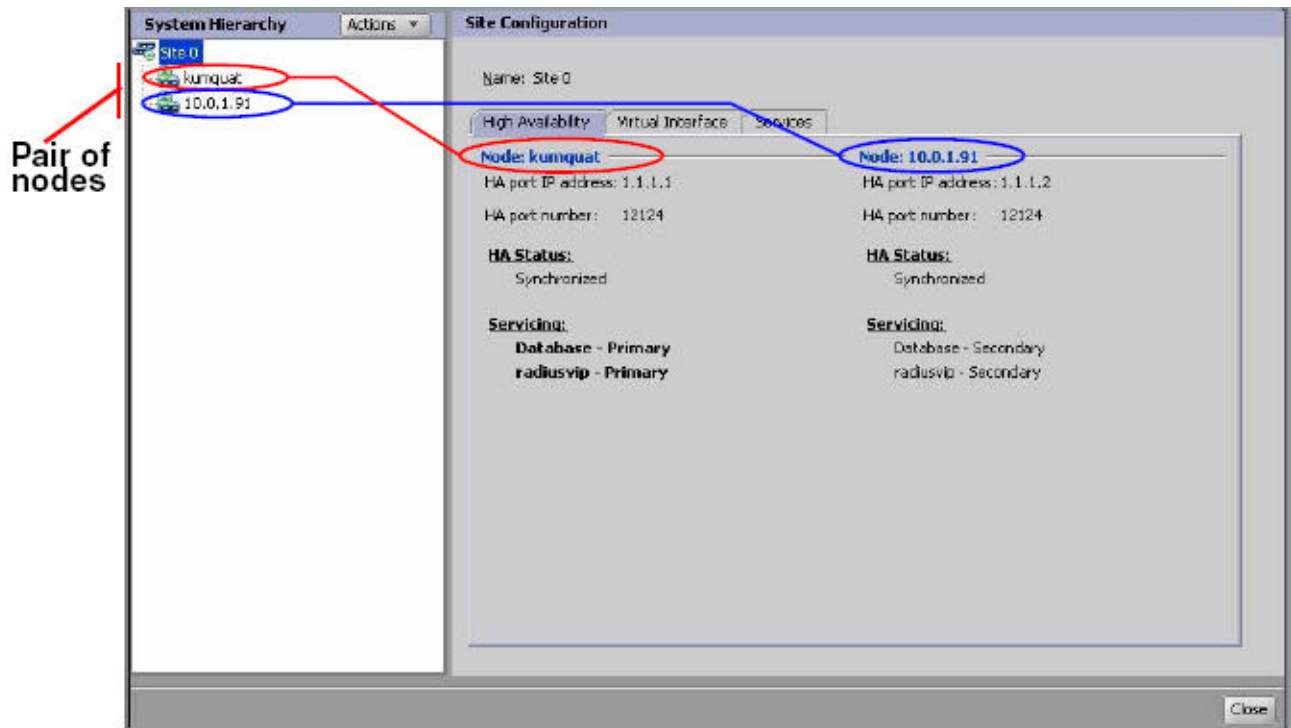 System Hierarchy
Actions
Site Configuration
Site 0
kumquat
10.0.1.91
Pair of
nodes
Name: Site 0
High Availability
Virtual Interface
Services
Node: kumquat
Node: 10.0.1.91
HA port IP address: 1.1.1.1
HA port IP address: 1.1.1.2
HA port number: 12124
HA port number: 12124
HA Status:
HA Status:
Synchronized
Synchronized
Servicing:
Servicing:
Database - Primary
Database - Secondary
radiusvip - Primary
radiusvip - Secondary
Close